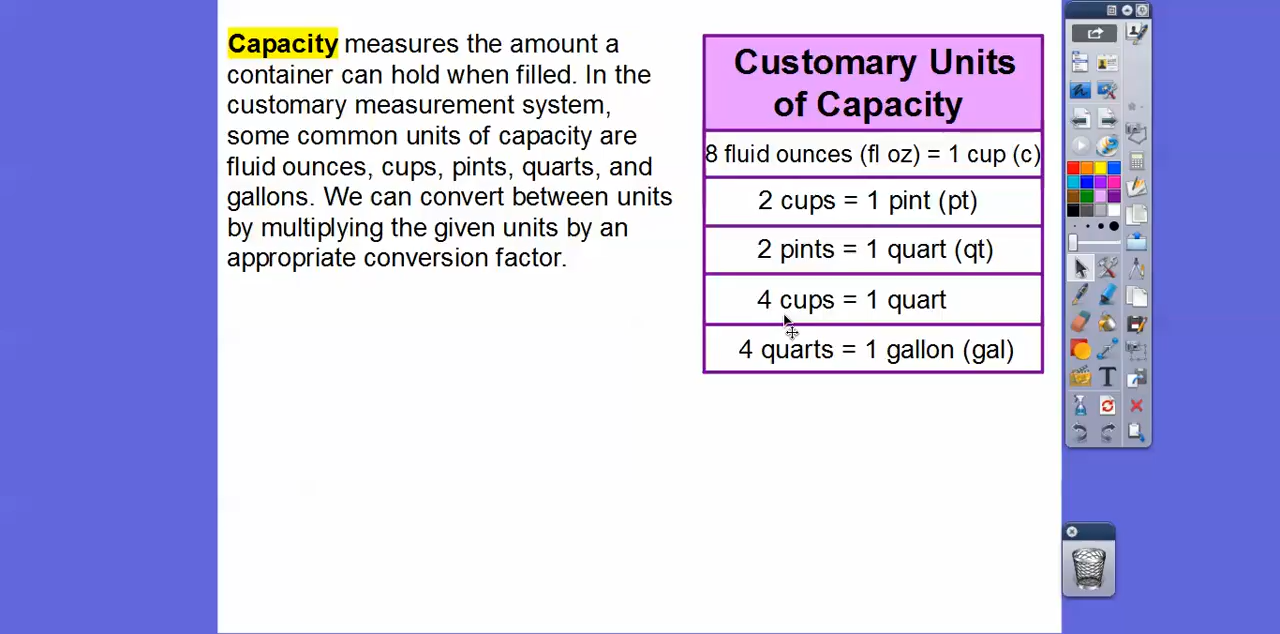 Capacity measures the amount a
container can hold when filled. In the
customary measurement system,
some common units of capacity are
fluid ounces, cups, pints, quarts, and
gallons. We can convert between units
by multiplying the given units by an
appropriate conversion factor.
Customary Units
of Capacity
8 fluid ounces (fl oz) = 1 cup (c)
2 cups = 1 pint (pt)
2 pints = 1 quart (qt)
4 cups = 1 quart
4 quarts = 1 gallon (gal)